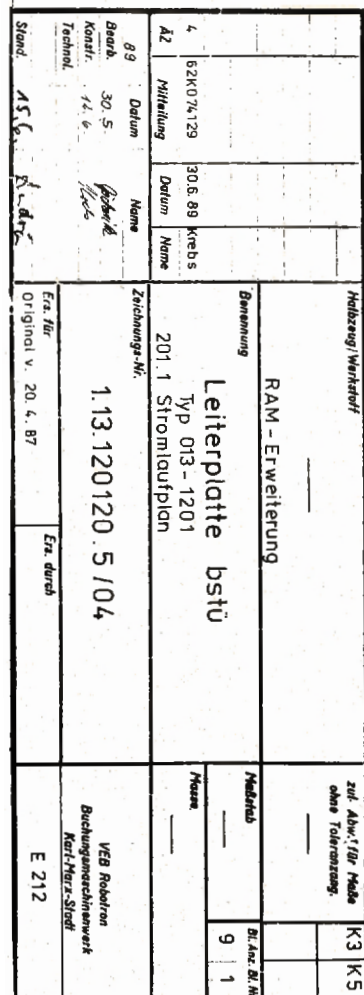 Halbzeug/Werkstoff
RAM - Erweiterung
zul. Abw. für Maße
ohne Toleranzang.
K3 K5
4 62K074129 30.6.89 Krebs
ÄZ Mitteilung Datum Name
Benennung
Leiterplatte bstü
Typ 013 - 1201
201.1 Stromlaufplan
Maßstab
Bl. Anz. Bl. Nr
9 1
Masse
89 Datum Name
Bearb. 30.5.
Konstr. 14.6.
Technol.
Stand. 15.6.
Zeichnungs-Nr.
1.13.120120.5/04
Ers. für
Original v. 20.4.87
Ers. durch
VEB Robotron
Buchungsmaschinenwerk
Karl-Marx-Stadt
E 212